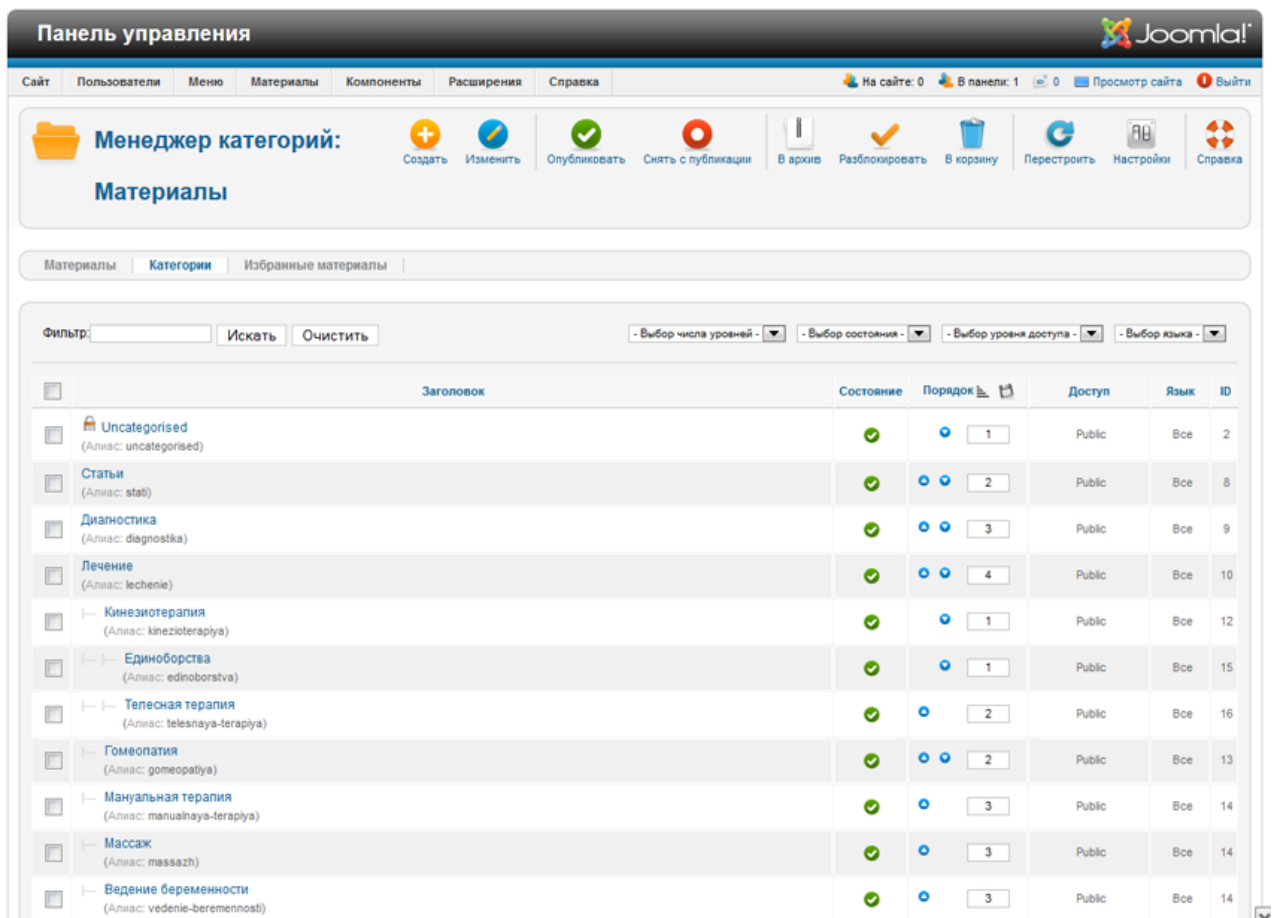 Панель управления
Joomla!
Сайт Пользователи Меню Материалы Компоненты Расширения Справка На сайте: 0 В панели: 1 0 Просмотр сайта Выйти
Менеджер категорий:
Материалы
Создать Изменить Опубликовать Снять с публикации В архив Разблокировать В корзину Перестроить Настройки Справка
Материалы Категории Избранные материалы
Фильтр: Искать Очистить - Выбор числа уровней - - Выбор состояния - - Выбор уровня доступа - - Выбор языка -
Заголовок Состояние Порядок Доступ Язык ID
Uncategorised 1 Public Все 2
(Алиас: uncategorised)
Статьи 2 Public Все 8
(Алиас: stati)
Диагностика 3 Public Все 9
(Алиас: diagnostika)
Лечение 4 Public Все 10
(Алиас: lechenie)
Кинезиотерапия 1 Public Все 12
(Алиас: kinezioterapiya)
Единоборства 1 Public Все 15
(Алиас: edinoborstva)
Телесная терапия 2 Public Все 16
(Алиас: telesnaya-terapiya)
Гомеопатия 2 Public Все 13
(Алиас: gomeopatiya)
Мануальная терапия 3 Public Все 14
(Алиас: manualnaya-terapiya)
Массаж 3 Public Все 14
(Алиас: massazh)
Ведение беременности 3 Public Все 14
(Алиас: vedenie-beremennosti)